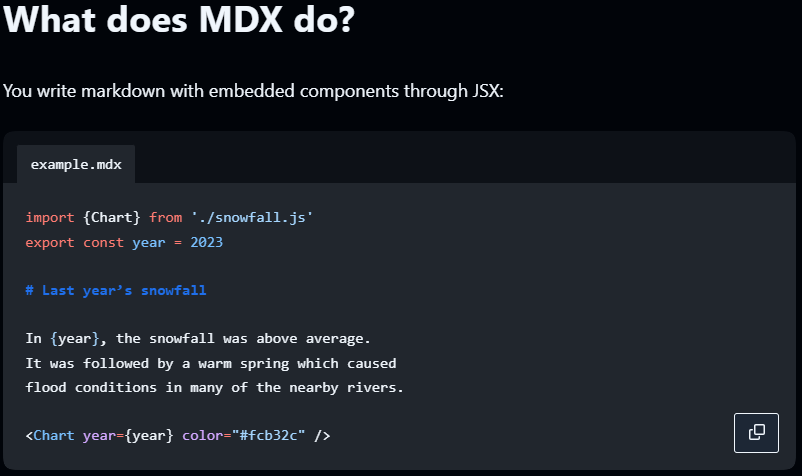 What does MDX do?
You write markdown with embedded components through JSX:
example.mdx
import {Chart} from './snowfall.js'
export const year = 2023
# Last year’s snowfall
In {year}, the snowfall was above average.
It was followed by a warm spring which caused
flood conditions in many of the nearby rivers.
<Chart year={year} color="#fcb32c" />